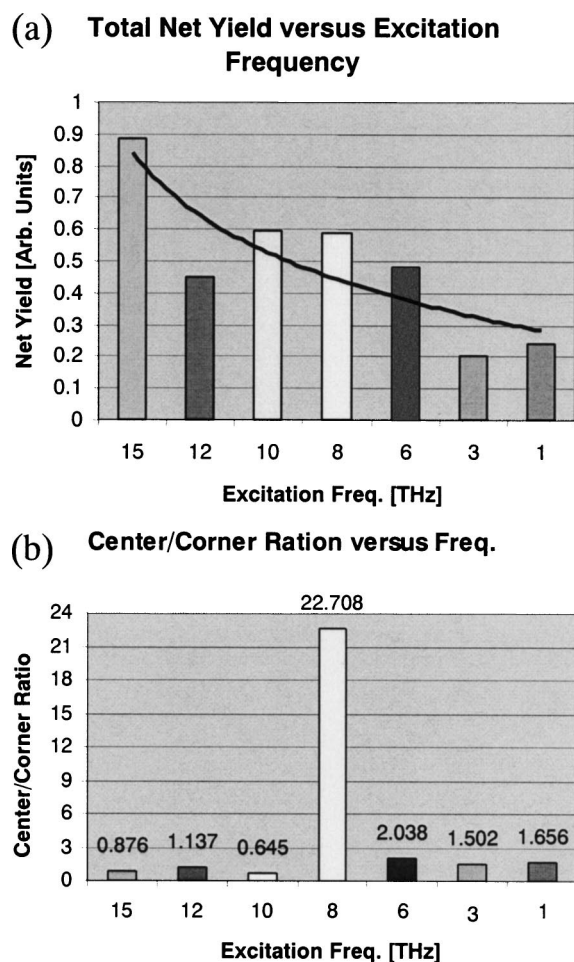 (a) Total Net Yield versus Excitation
Frequency
Net Yield [Arb. Units]
1
0.9
0.8
0.7
0.6
0.5
0.4
0.3
0.2
0.1
0
15 12 10 8 6 3 1
Excitation Freq. [THz]
(b) Center/Corner Ration versus Freq.
Center/Corner Ratio
24
21
18
15
12
9
6
3
0
0.876 1.137 0.645 22.708 2.038 1.502 1.656
15 12 10 8 6 3 1
Excitation Freq. [THz]